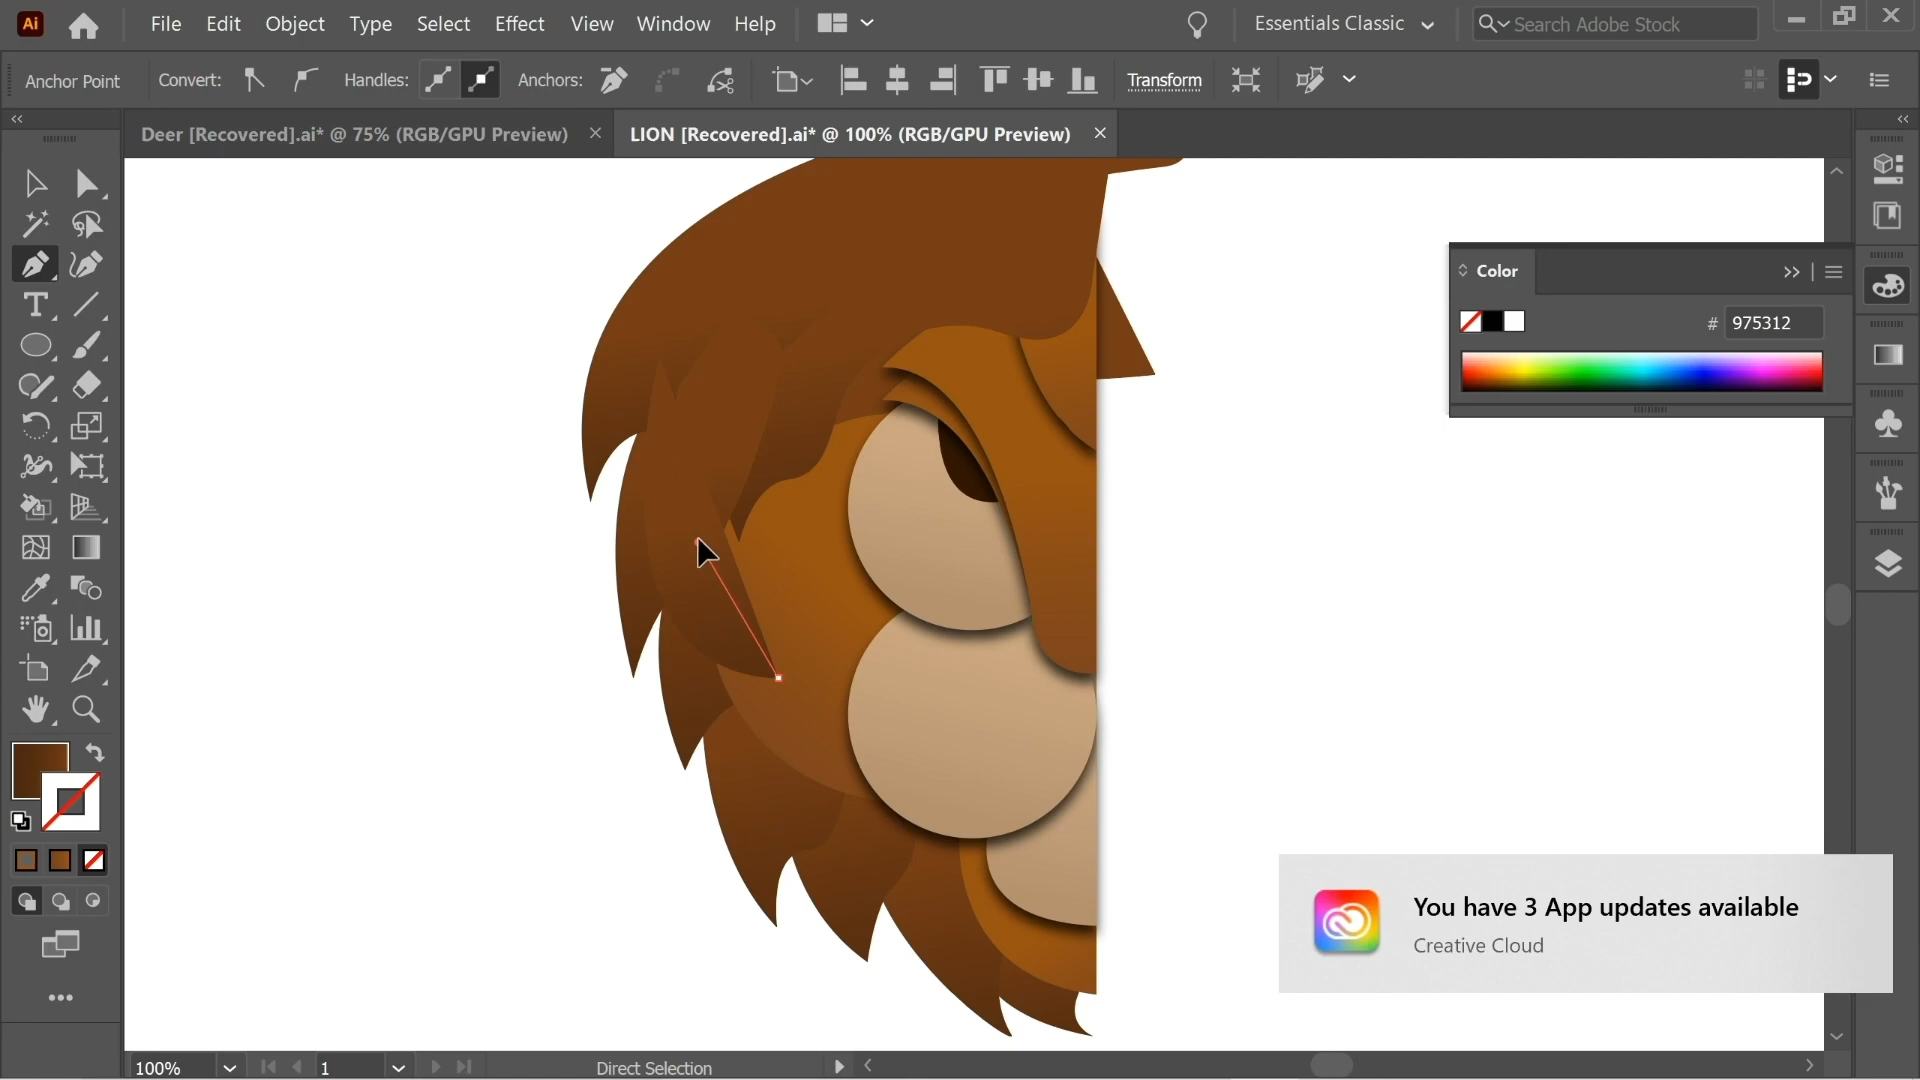 Ai File Edit Object Type Select Effect View Window Help Essentials Classic Search Adobe Stock
Anchor Point Convert: Handles: Anchors: Transform
Deer [Recovered].ai* @ 75% (RGB/GPU Preview) LION [Recovered].ai* @ 100% (RGB/GPU Preview)
Color
# 975312
You have 3 App updates available
Creative Cloud
100% 1 Direct Selection